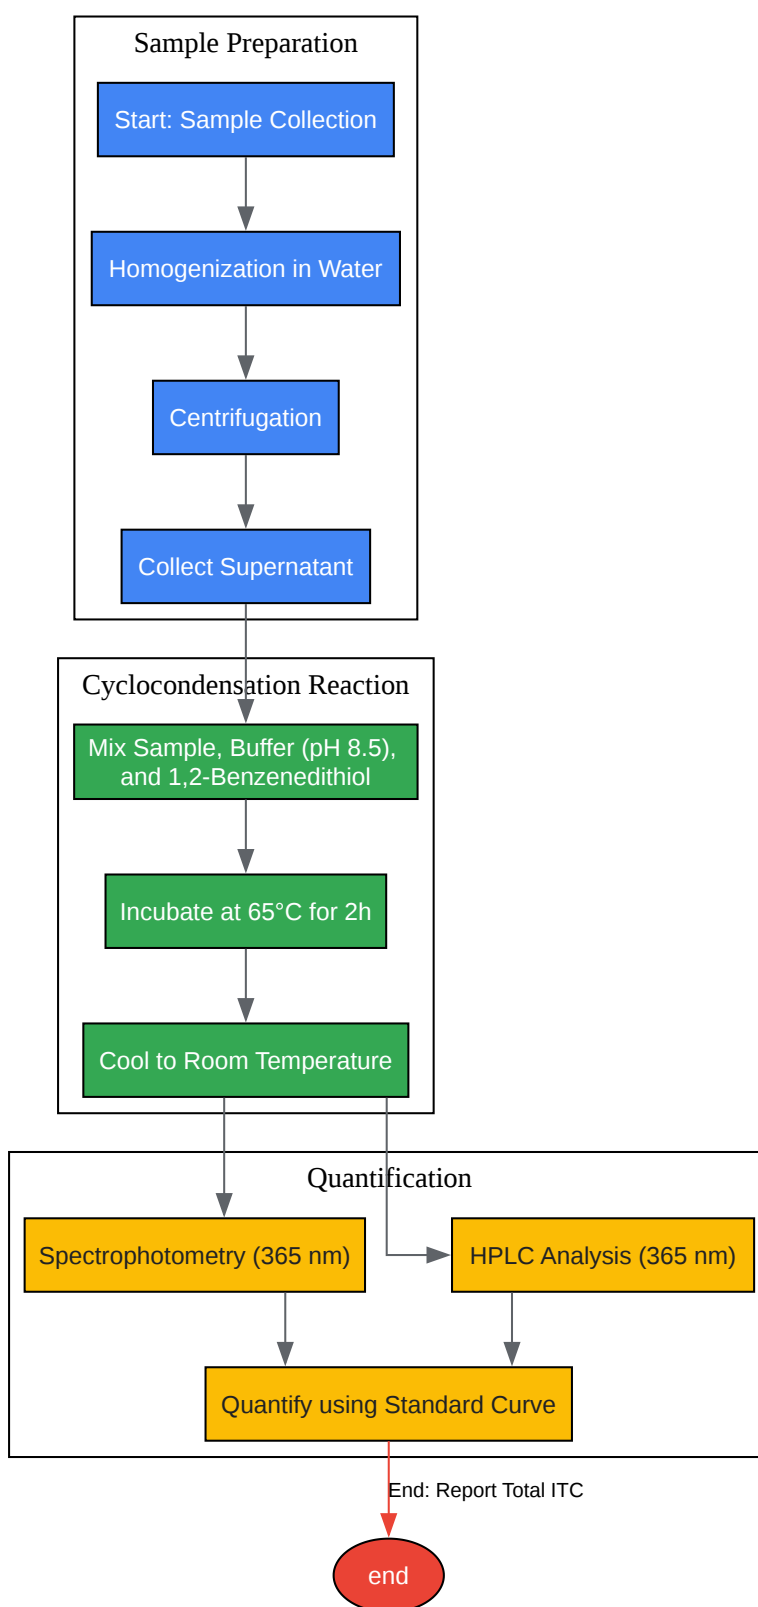 Sample Preparation
Start: Sample Collection
Homogenization in Water
Centrifugation
Collect Supernatant
Cyclocondensation Reaction
Mix Sample, Buffer (pH 8.5),
and 1,2-Benzenedithiol
Incubate at 65°C for 2h
Cool to Room Temperature
Quantification
Spectrophotometry (365 nm)
HPLC Analysis (365 nm)
Quantify using Standard Curve
End: Report Total ITC
end